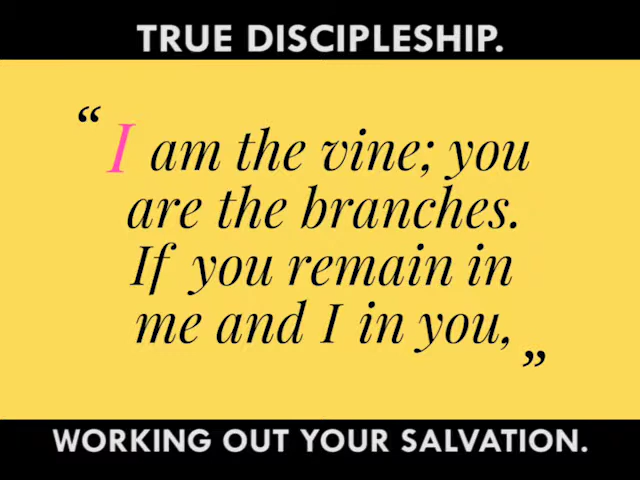 TRUE DISCIPLESHIP.
“I am the vine; you
are the branches.
If you remain in
me and I in you,”
WORKING OUT YOUR SALVATION.